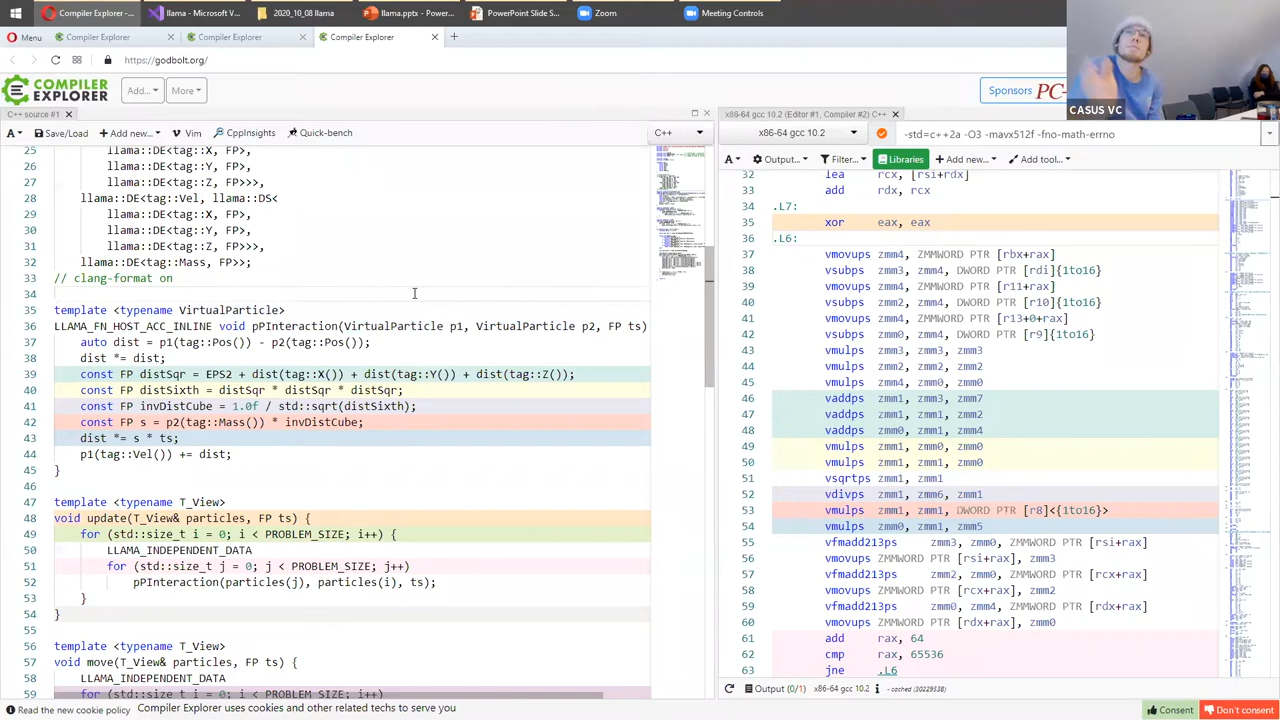 Compiler Explorer -...
llama - Microsoft V...
2020_10_08 llama
llama.pptx - Power...
PowerPoint Slide S...
Zoom
Meeting Controls
Menu
Compiler Explorer
Compiler Explorer
Compiler Explorer
https://godbolt.org/
COMPILER
EXPLORER
Add...
More
Sponsors PC-
CASUS VC
C++ source #1
A
Save/Load
Add new...
Vim
CppInsights
Quick-bench
C++
25
26 llama::DE<tag::X, FP>,
27 llama::DE<tag::Y, FP>,
llama::DE<tag::Z, FP>>>,
28 llama::DE<tag::Vel, llama::DS<
29 llama::DE<tag::X, FP>,
30 llama::DE<tag::Y, FP>,
31 llama::DE<tag::Z, FP>>>,
32 llama::DE<tag::Mass, FP>>>;
33 // clang-format on
34
35 template <typename VirtualParticle>
36 LLAMA_FN_HOST_ACC_INLINE void pPInteraction(VirtualParticle p1, VirtualParticle p2, FP ts)
37 auto dist = p1(tag::Pos()) - p2(tag::Pos());
38 dist *= dist;
39 const FP distSqr = EPS2 + dist(tag::X()) + dist(tag::Y()) + dist(tag::Z());
40 const FP distSixth = distSqr * distSqr * distSqr;
41 const FP invDistCube = 1.0f / std::sqrt(distSixth);
42 const FP s = p2(tag::Mass()) * invDistCube;
43 dist *= s * ts;
44 p1(tag::Vel()) += dist;
45 }
46
47 template <typename T_View>
48 void update(T_View& particles, FP ts) {
49 for (std::size_t i = 0; i < PROBLEM_SIZE; i++) {
50 LLAMA_INDEPENDENT_DATA
51 for (std::size_t j = 0; j < PROBLEM_SIZE; j++)
52 pPInteraction(particles(j), particles(i), ts);
53 }
54 }
55
56 template <typename T_View>
57 void move(T_View& particles, FP ts) {
58 LLAMA_INDEPENDENT_DATA
59 for (std::size_t i = 0; i < PROBLEM_SIZE; i++)
x86-64 gcc 10.2 (Editor #1, Compiler #2) C++
x86-64 gcc 10.2
-std=c++2a -O3 -mavx512f -fno-math-errno
A
Output...
Filter...
Libraries
Add new...
Add tool...
32 lea rcx, [rsi+rdx]
33 add rdx, rcx
34 .L7:
35 xor eax, eax
36 .L6:
37 vmovups zmm4, ZMMWORD PTR [rbx+rax]
38 vsubps zmm3, zmm4, DWORD PTR [rdi]{1to16}
39 vmovups zmm4, ZMMWORD PTR [r11+rax]
40 vsubps zmm2, zmm4, DWORD PTR [r10]{1to16}
41 vmovups zmm4, ZMMWORD PTR [r13+0+rax]
42 vsubps zmm0, zmm4, DWORD PTR [r9]{1to16}
43 vmulps zmm3, zmm3, zmm3
44 vmulps zmm2, zmm2, zmm2
45 vmulps zmm4, zmm0, zmm0
46 vaddps zmm1, zmm3, zmm7
47 vaddps zmm1, zmm1, zmm2
48 vaddps zmm0, zmm1, zmm4
49 vmulps zmm1, zmm0, zmm0
50 vmulps zmm1, zmm1, zmm0
51 vsqrtps zmm1, zmm1
52 vdivps zmm1, zmm6, zmm1
53 vmulps zmm1, zmm1, DWORD PTR [r8]<{1to16}>
54 vmulps zmm0, zmm1, zmm5
55 vfmadd213ps zmm3, zmm0, ZMMWORD PTR [rsi+rax]
56 vmovups ZMMWORD PTR [rsi+rax], zmm3
57 vfmadd213ps zmm2, zmm0, ZMMWORD PTR [rcx+rax]
58 vmovups ZMMWORD PTR [rcx+rax], zmm2
59 vfmadd213ps zmm0, zmm4, ZMMWORD PTR [rdx+rax]
60 vmovups ZMMWORD PTR [rdx+rax], zmm0
61 add rax, 64
62 cmp rax, 65536
63 jne .L6
Output (0/1) x86-64 gcc 10.2 i - cached (302295B)
Read the new cookie policy Compiler Explorer uses cookies and other related techs to serve you
Consent
Don't consent